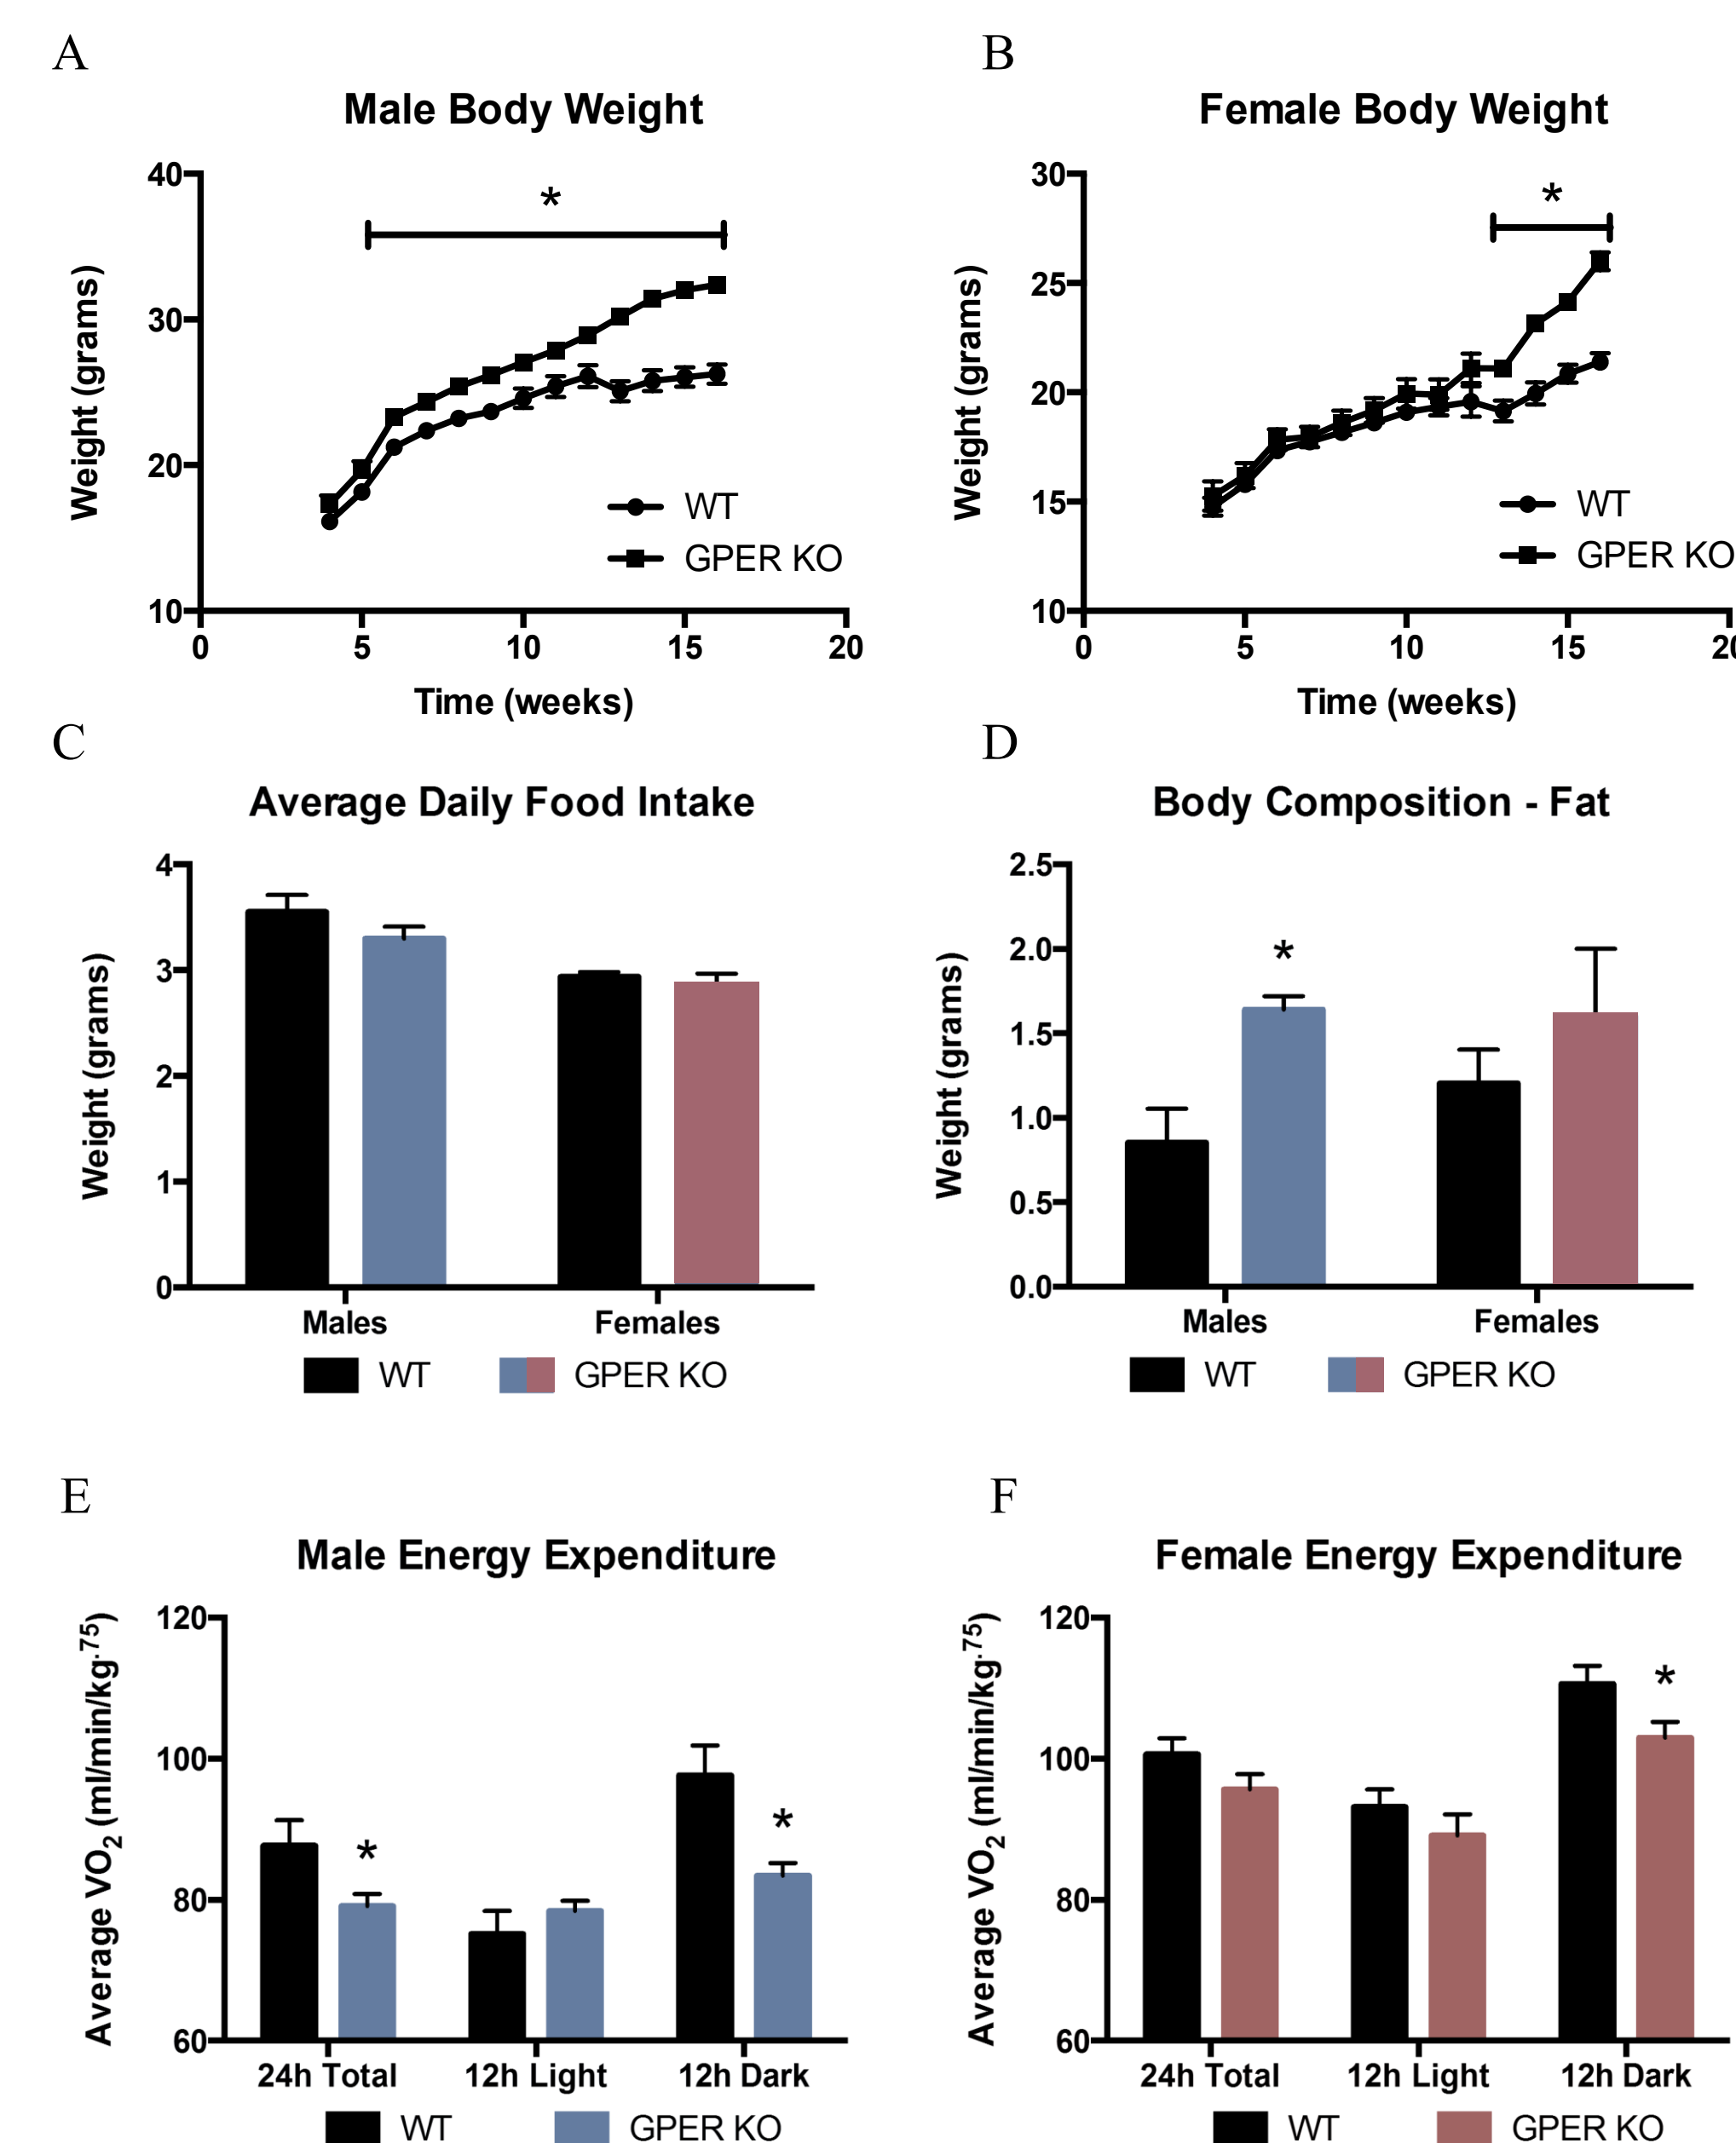 A
Male Body Weight
40
30
20
10
0 5 10 15 20
Weight (grams)
Time (weeks)
*
WT
GPER KO
B
Female Body Weight
30
25
20
15
10
0 5 10 15 20
Weight (grams)
Time (weeks)
*
WT
GPER KO
C
Average Daily Food Intake
4
3
2
1
0
Weight (grams)
Males Females
WT GPER KO
D
Body Composition - Fat
2.5
2.0
1.5
1.0
0.5
0.0
Weight (grams)
*
Males Females
WT GPER KO
E
Male Energy Expenditure
120
100
80
60
Average VO₂ (ml/min/kg^.75)
* *
24h Total 12h Light 12h Dark
WT GPER KO
F
Female Energy Expenditure
120
100
80
60
Average VO₂ (ml/min/kg^.75)
*
24h Total 12h Light 12h Dark
WT GPER KO